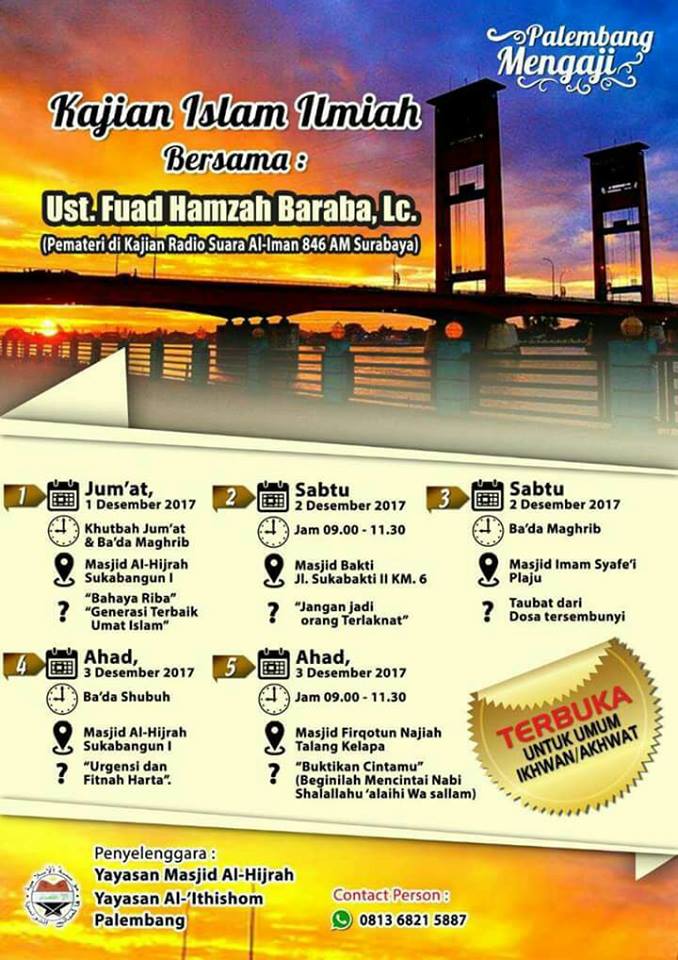 Palembang
Mengaji
Kajian Islam Ilmiah
Bersama :
Ust. Fuad Hamzah Baraba, Lc.
(Pemateri di Kajian Radio Suara Al-Iman 846 AM Surabaya)
1
Jum'at,
1 Desember 2017
Khutbah Jum'at
& Ba'da Maghrib
Masjid Al-Hijrah
Sukabangun I
?
"Bahaya Riba"
"Generasi Terbaik
Umat Islam"
2
Sabtu
2 Desember 2017
Jam 09.00 - 11.30
Masjid Bakti
Jl. Sukabakti II KM. 6
?
"Jangan jadi
orang Terlaknat"
3
Sabtu
2 Desember 2017
Ba'da Maghrib
Masjid Imam Syafe'i
Plaju
?
Taubat dari
Dosa tersembunyi
4
Ahad,
3 Desember 2017
Ba'da Shubuh
Masjid Al-Hijrah
Sukabangun I
?
"Urgensi dan
Fitnah Harta".
5
Ahad,
3 Desember 2017
Jam 09.00 - 11.30
Masjid Firqotun Najiah
Talang Kelapa
?
"Buktikan Cintamu"
(Beginilah Mencintai Nabi
Shalallahu 'alaihi Wa sallam)
TERBUKA
UNTUK UMUM
IKHWAN/AKHWAT
Penyelenggara :
Yayasan Masjid Al-Hijrah
Yayasan Al-'Ithishom
Palembang
Contact Person :
0813 6821 5887